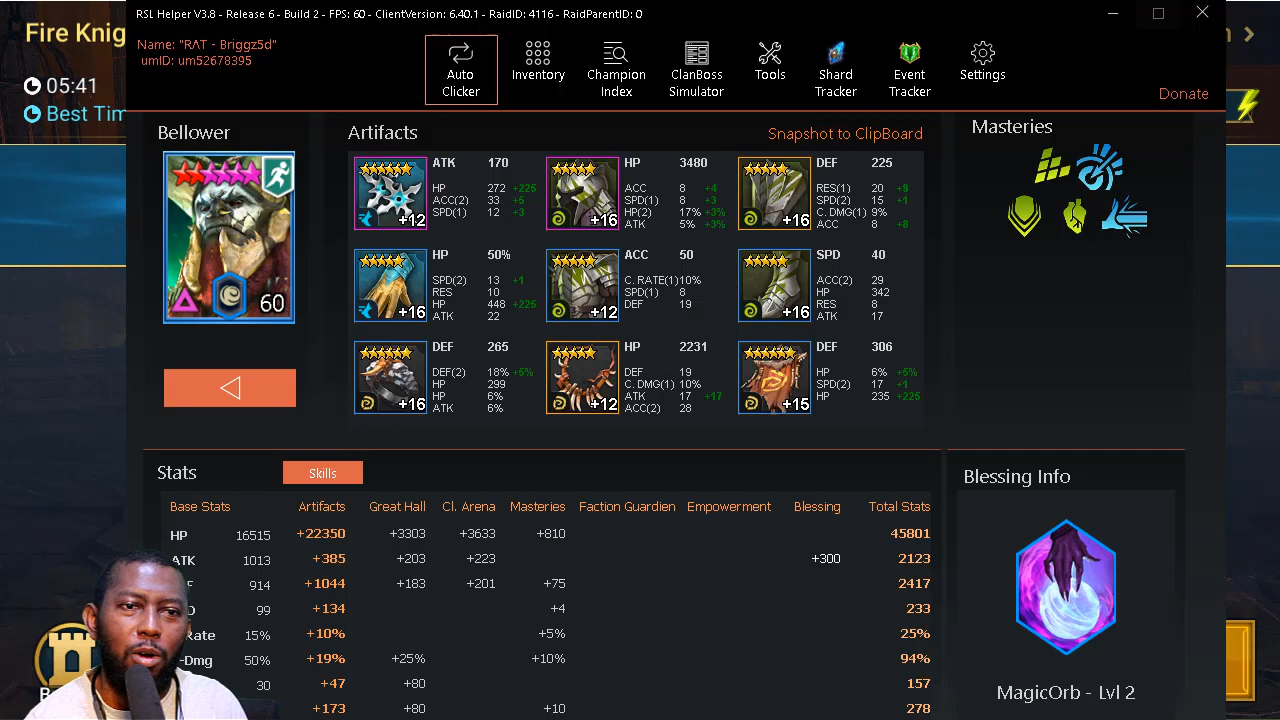 RSL Helper V3.8 - Release 6 - Build 2 - FPS: 60 - ClientVersion: 6.40.1 - RaidID: 4116 - RaidParentID: 0
Fire Knig
Name: "RAT - Briggz5d"
umID: um52678395
05:41
Best Tim
Auto Clicker
Inventory
Champion Index
ClanBoss Simulator
Tools
Shard Tracker
Event Tracker
Settings
Donate
Bellower
60
Artifacts
Snapshot to ClipBoard
+12
ATK 170
HP 272 +226
ACC(2) 33 +5
SPD(1) 12 +3
+16
HP 3480
ACC 8 +4
SPD(1) 8 +3
HP(2) 17% +3%
ATK 5% +3%
+16
DEF 225
RES(1) 20 +9
SPD(2) 15 +1
C. DMG(1) 9%
ACC 8 +8
+16
HP 50%
SPD(2) 13 +1
RES 10
HP 448 +225
ATK 22
+12
ACC 50
C. RATE(1) 10%
SPD(1) 8
DEF 19
+16
SPD 40
ACC(2) 29
HP 342
RES 8
ATK 17
+16
DEF 265
DEF(2) 18% +5%
HP 299
HP 6%
ATK 6%
+12
HP 2231
DEF 19
C. DMG(1) 10%
ATK 17 +17
ACC(2) 28
+15
DEF 306
HP 6% +5%
SPD(2) 17 +1
HP 235 +226
Masteries
Stats
Skills
Base Stats Artifacts Great Hall Cl. Arena Masteries Faction Guardien Empowerment Blessing Total Stats
HP 16515 +22350 +3303 +3633 +810 45801
ATK 1013 +385 +203 +223 +300 2123
F 914 +1044 +183 +201 +75 2417
D 99 +134 +4 233
Rate 15% +10% +5% 25%
-Dmg 50% +19% +25% +10% 94%
30 +47 +80 157
+173 +80 +10 278
Blessing Info
MagicOrb - Lvl 2